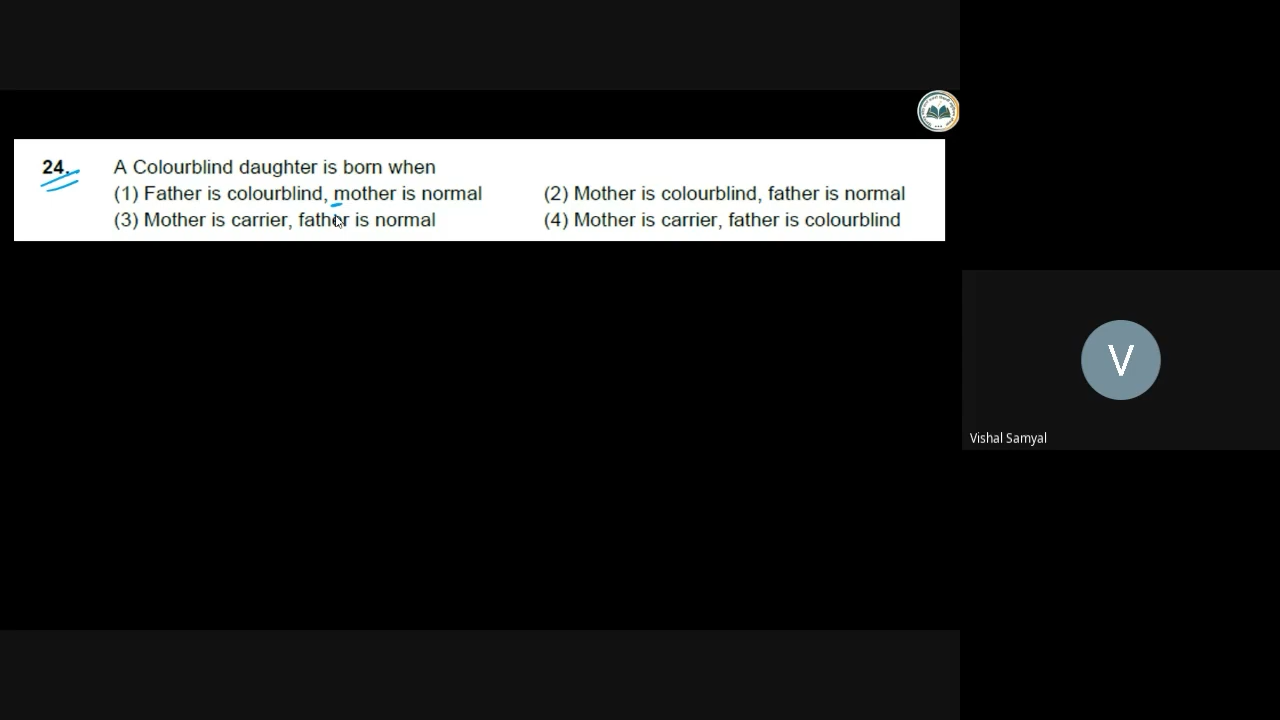 24. A Colourblind daughter is born when
(1) Father is colourblind, mother is normal (2) Mother is colourblind, father is normal
(3) Mother is carrier, father is normal (4) Mother is carrier, father is colourblind
V
Vishal Samyal